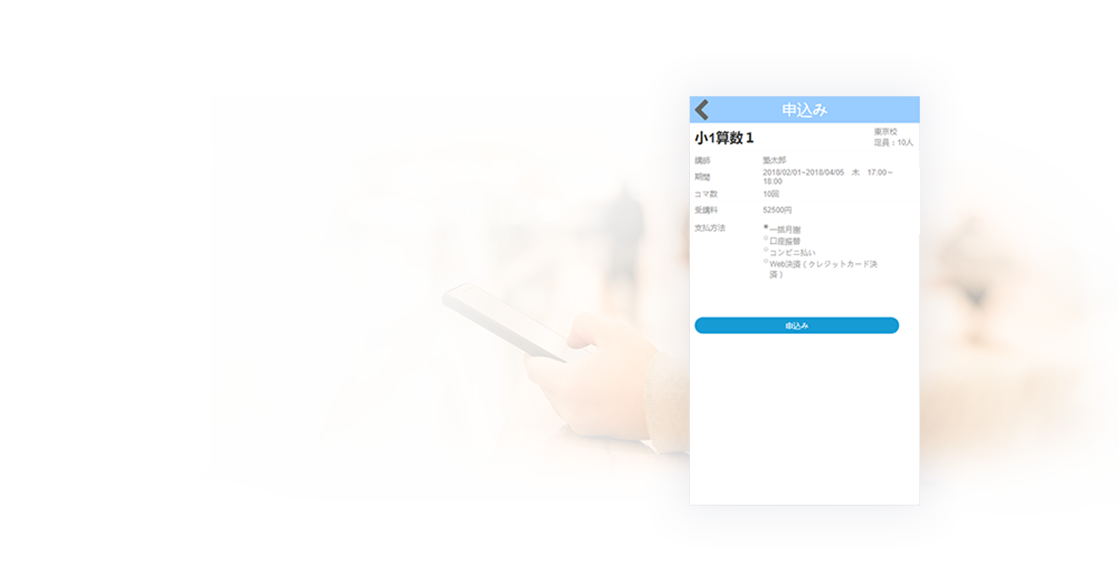 申込み
小1算数１
東京校
定員：10人
講師 塾太郎
期間 2018/02/01~2018/04/05 木 17:00～
18:00
コマ数 10回
受講料 52500円
支払方法 一括月謝
口座振替
コンビニ払い
Web決済（クレジットカード決
済）
申込み